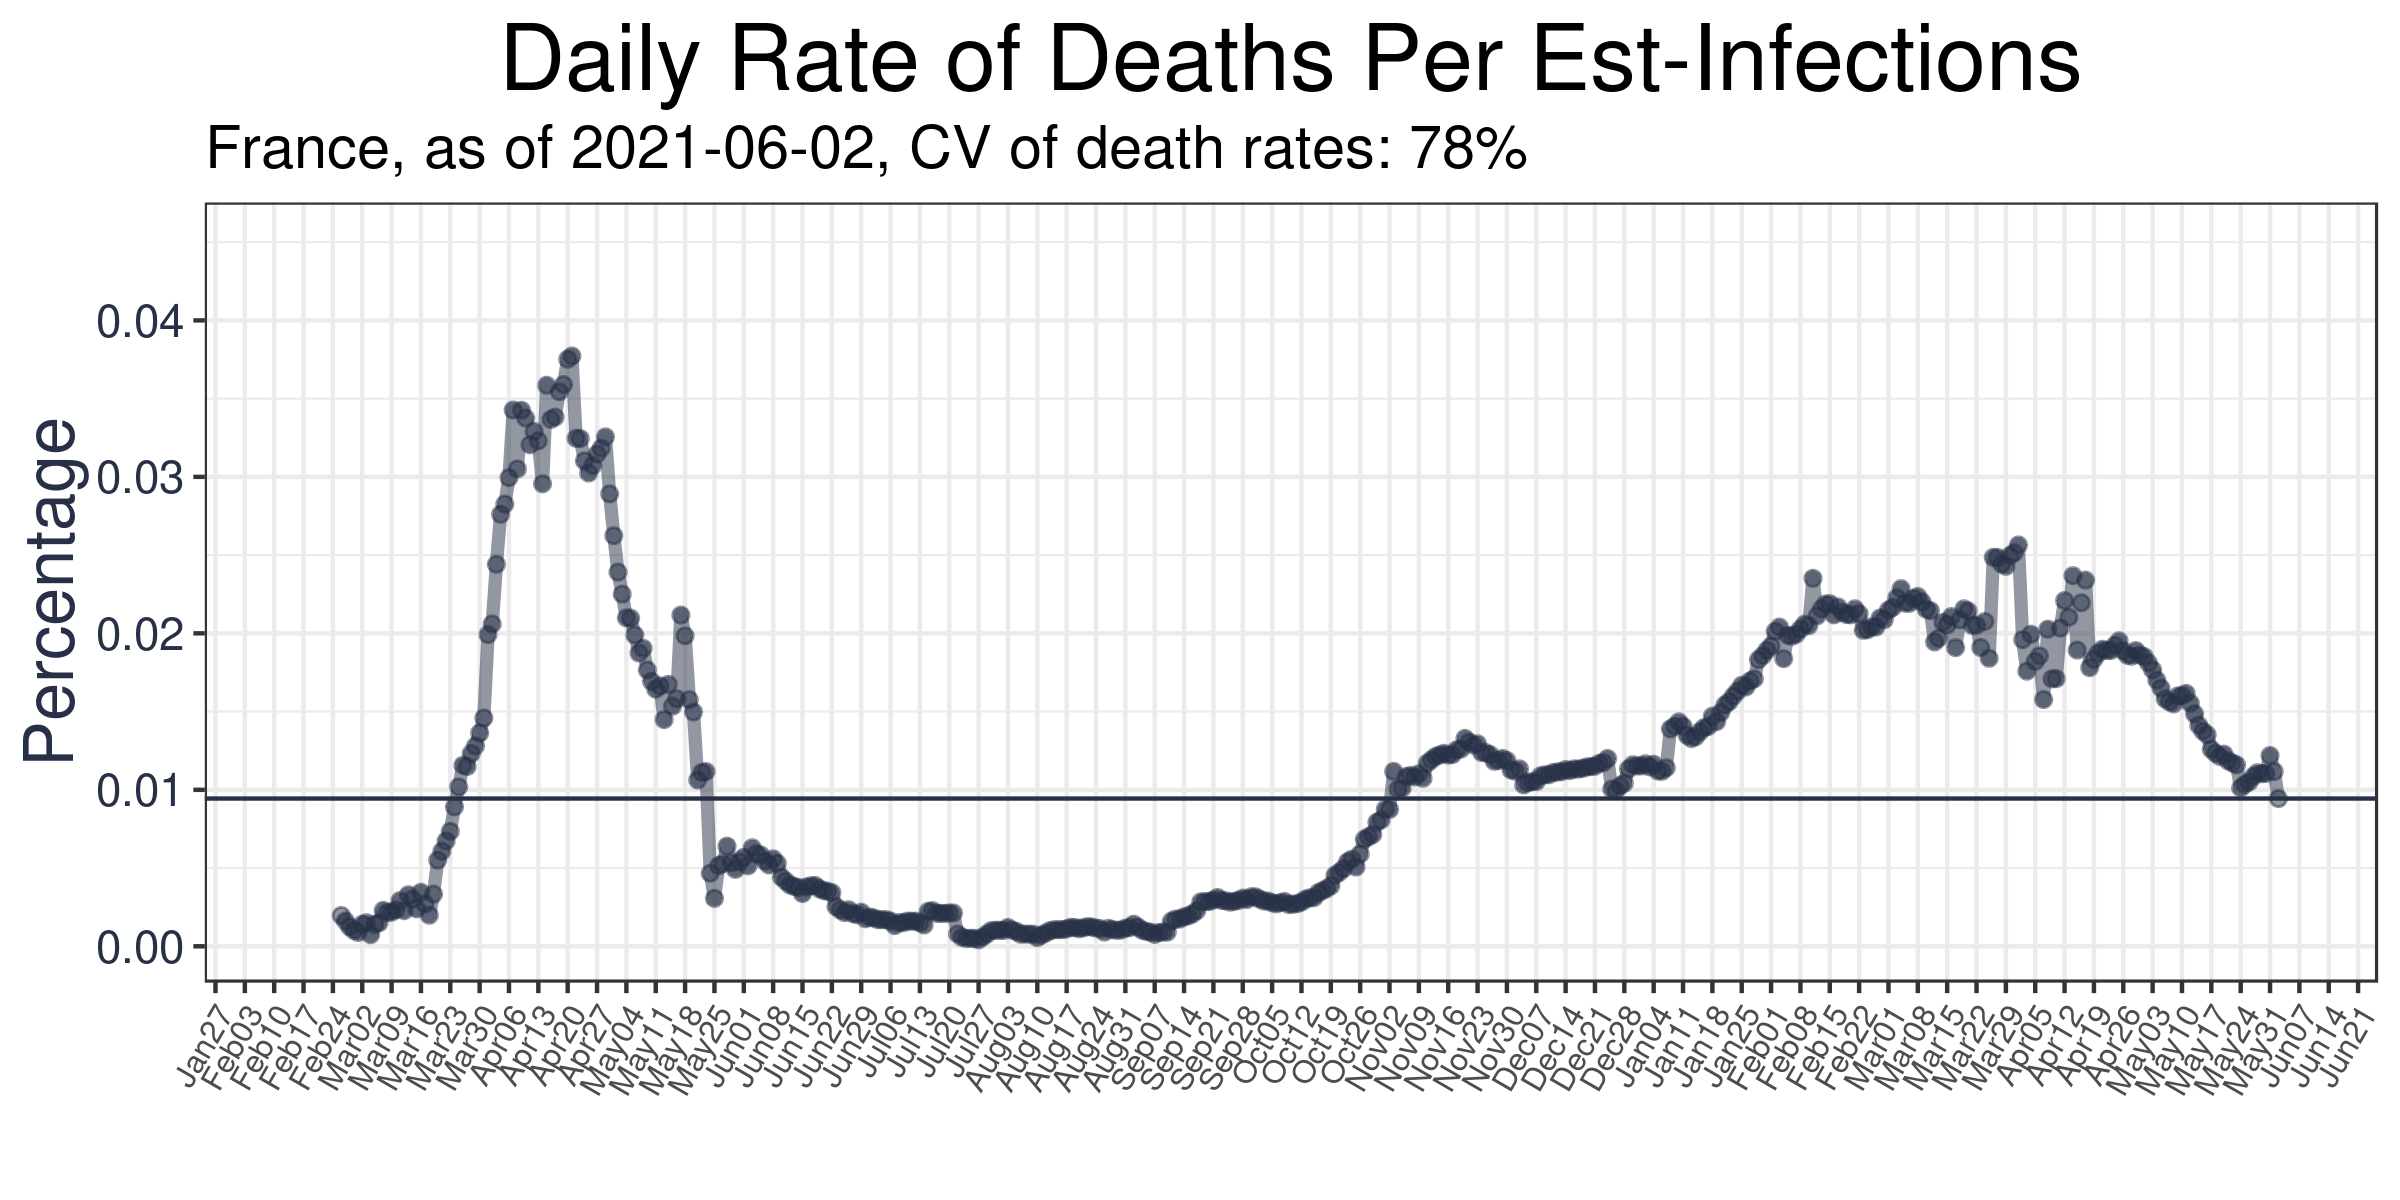 Daily Rate of Deaths Per Est-Infections
France, as of 2021-06-02, CV of death rates: 78%
Percentage
0.04
0.03
0.02
0.01
0.00
Jan27
Feb03
Feb10
Feb17
Feb24
Mar02
Mar09
Mar16
Mar23
Mar30
Apr06
Apr13
Apr20
Apr27
May04
May11
May18
May25
Jun01
Jun08
Jun15
Jun22
Jun29
Jul06
Jul13
Jul20
Jul27
Aug03
Aug10
Aug17
Aug24
Aug31
Sep07
Sep14
Sep21
Sep28
Oct05
Oct12
Oct19
Oct26
Nov02
Nov09
Nov16
Nov23
Nov30
Dec07
Dec14
Dec21
Dec28
Jan04
Jan11
Jan18
Jan25
Feb01
Feb08
Feb15
Feb22
Mar01
Mar08
Mar15
Mar22
Mar29
Apr05
Apr12
Apr19
Apr26
May03
May10
May17
May24
May31
Jun07
Jun14
Jun21